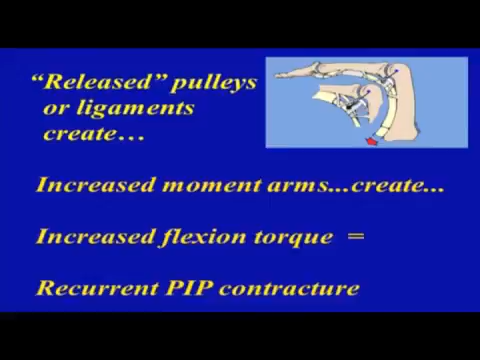 “Released” pulleys
or ligaments
create…
Increased moment arms...create...
Increased flexion torque =
Recurrent PIP contracture